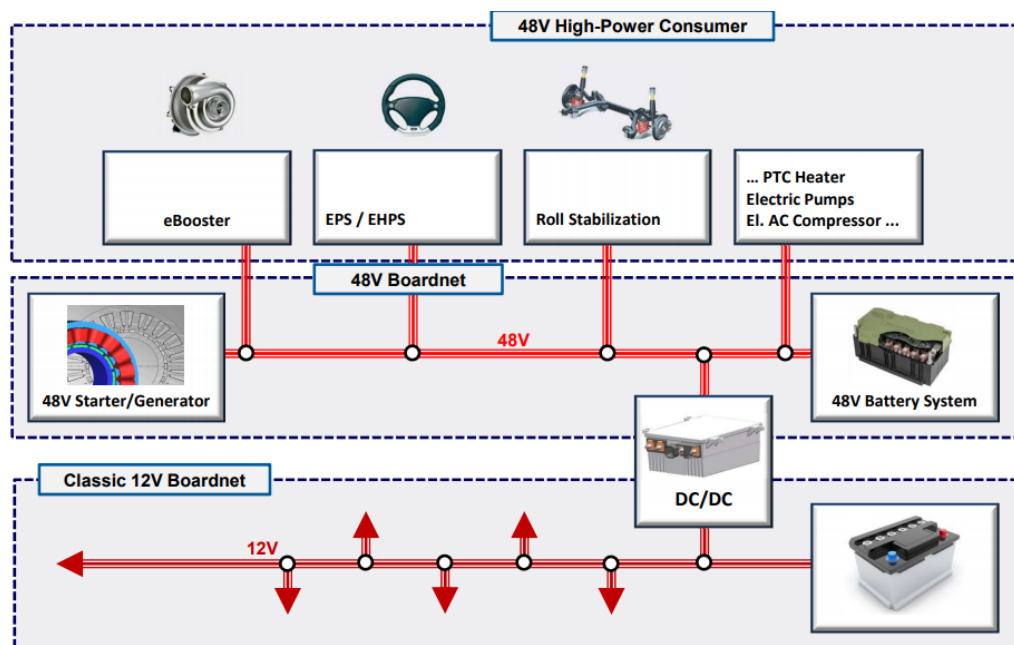 48V High-Power Consumer
eBooster
EPS / EHPS
Roll Stabilization
... PTC Heater
Electric Pumps
El. AC Compressor ...
48V Boardnet
48V
48V Starter/Generator
48V Battery System
DC/DC
Classic 12V Boardnet
12V